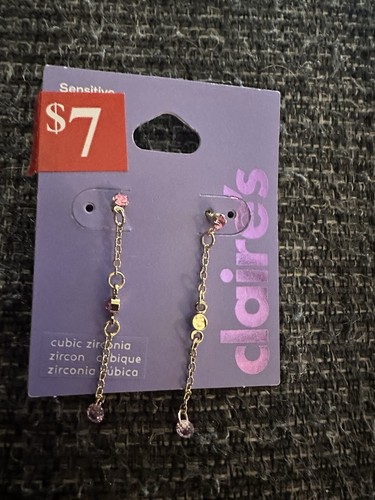 Sensitive
$7
claire's
cubic zirconia
zircon cubique
zirconia cúbica